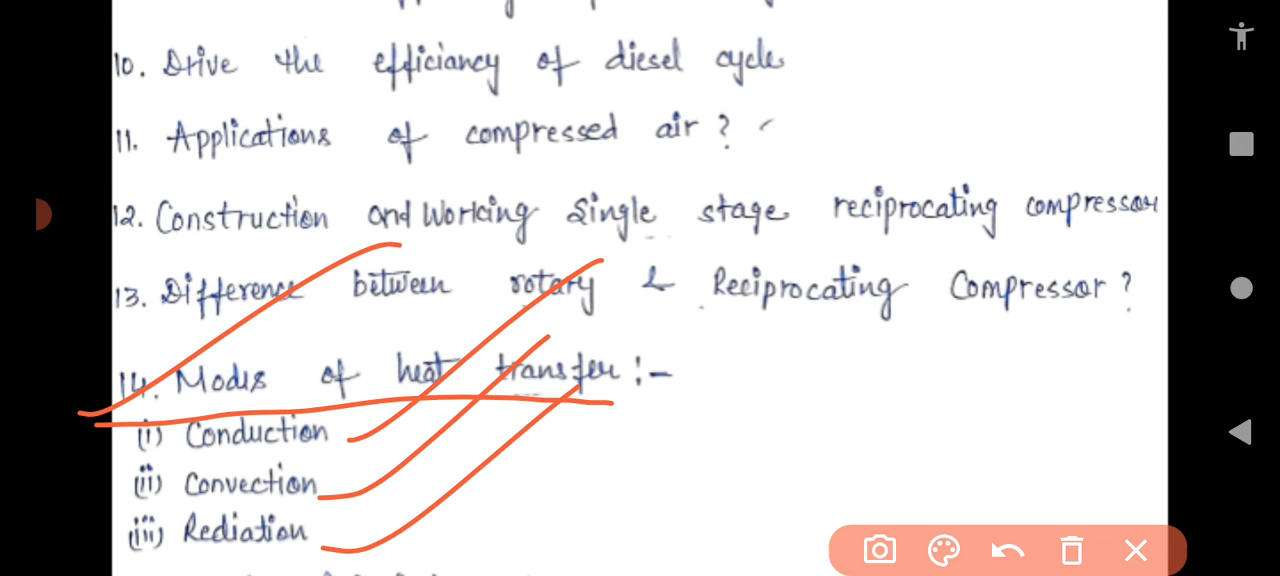 10. Drive the efficiancy of diesel cycle
11. Applications of compressed air?
12. Construction and Working Single stage reciprocating compressor
13. Difference between rotary & Reciprocating Compressor?
14. Modes of heat transfer :-
(i) Conduction
(ii) Convection
(iii) Rediation